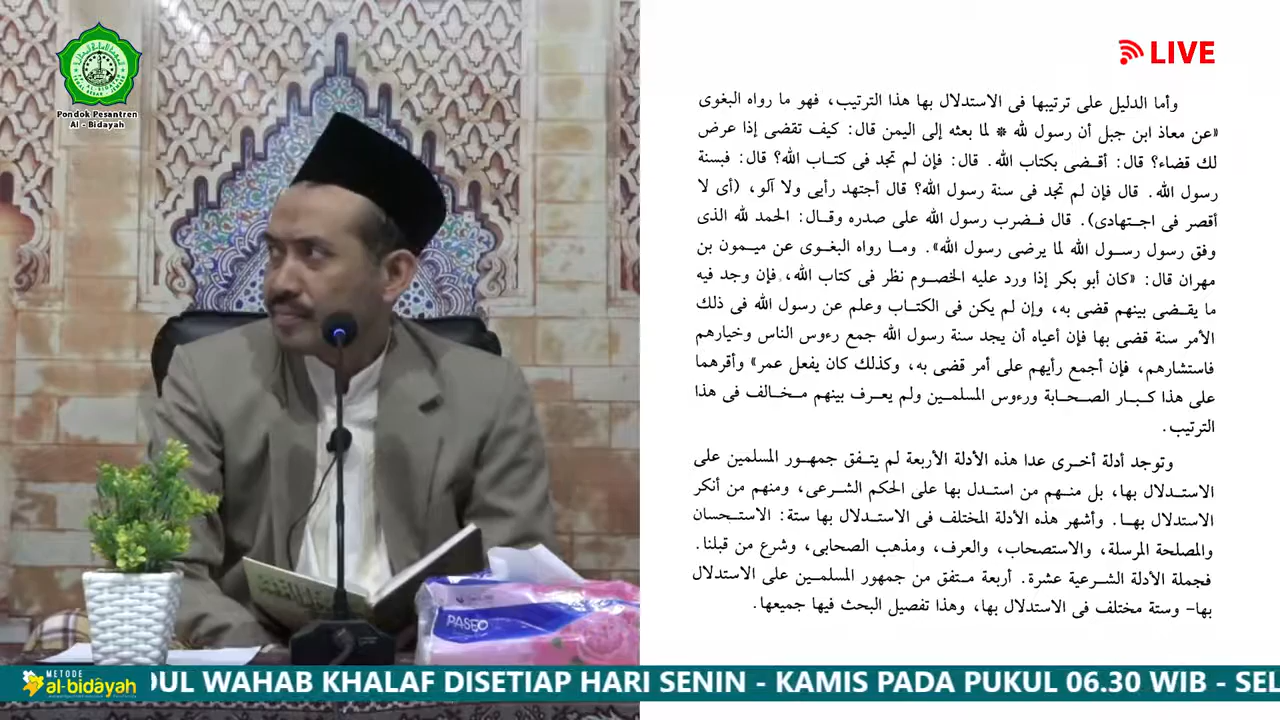 Pondok Pesantren
Al - Bidayah
LIVE
وأما الدليل على ترتيبها فى الاستدلال بها هذا الترتيب، فهو ما رواه البغوى
«عن معاذ ابن جبل أن رسول لله ﷺ لما بعثه إلى اليمن قال: كيف تقضى إذا عرض
لك قضاء؟ قال: أقضى بكتاب الله. قال: فإن لم تجد فى كتاب الله؟ قال: فبسنة
رسول الله. قال فإن لم تجد فى سنة رسول الله؟ قال أجتهد رأيى ولا آلو، (أى لا
أقصر فى اجتهادى). قال فضرب رسول الله على صدره وقال: الحمد لله الذى
وفق رسول رسول الله لما يرضى رسول الله». وما رواه البغوى عن ميمون بن
مهران قال: «كان أبو بكر إذا ورد عليه الخصوم نظر فى كتاب الله، فإن وجد فيه
ما يقضى بينهم قضى به، وإن لم يكن فى الكتاب وعلم عن رسول الله فى ذلك
الأمر سنة قضى بها فإن أعياه أن يجد سنة رسول الله جمع رءوس الناس وخيارهم
فاستشارهم، فإن أجمع رأيهم على أمر قضى به، وكذلك كان يفعل عمر» وأقرهما
على هذا كبار الصحابة ورءوس المسلمين ولم يعرف بينهم مخالف فى هذا
الترتيب.
وتوجد أدلة أخرى عدا هذه الأدلة الأربعة لم يتفق جمهور المسلمين على
الاستدلال بها، بل منهم من استدل بها على الحكم الشرعى، ومنهم من أنكر
الاستدلال بها. وأشهر هذه الأدلة المختلف فى الاستدلال بها ستة: الاستحسان
والمصلحة المرسلة، والاستصحاب، والعرف، ومذهب الصحابى، وشرع من قبلنا.
فجملة الأدلة الشرعية عشرة. أربعة متفق من جمهور المسلمين على الاستدلال
بها- وستة مختلف فى الاستدلال بها، وهذا تفصيل البحث فيها جميعها.
PASEO
METODE
al-bidāyah
DUL WAHAB KHALAF DISETIAP HARI SENIN - KAMIS PADA PUKUL 06.30 WIB - SEL